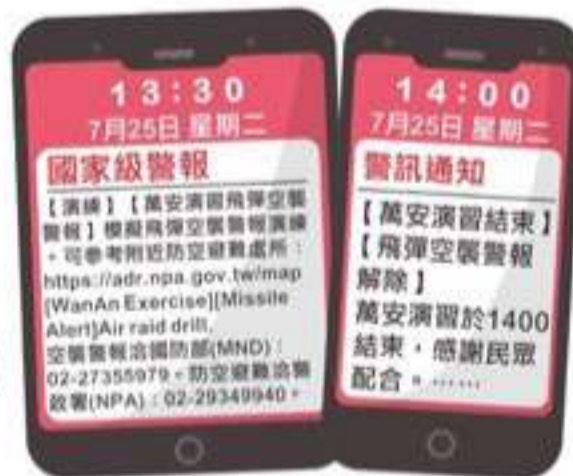 13:30
7月25日 星期二
國家級警報
【演練】【萬安演習飛彈空襲
警報】模擬飛彈空襲警報演練
。可參考附近防空避難處所：
https://adr.npa.gov.tw/map
[WanAn Exercise][Missile
Alert]Air raid drill,
空襲警報洽國防部(MND)：
02-27355979。防空避難洽警
政署(NPA)：02-29349940。
14:00
7月25日 星期二
警訊通知
【萬安演習結束】
【飛彈空襲警報
解除】
萬安演習於1400
結束，感謝民眾
配合。……